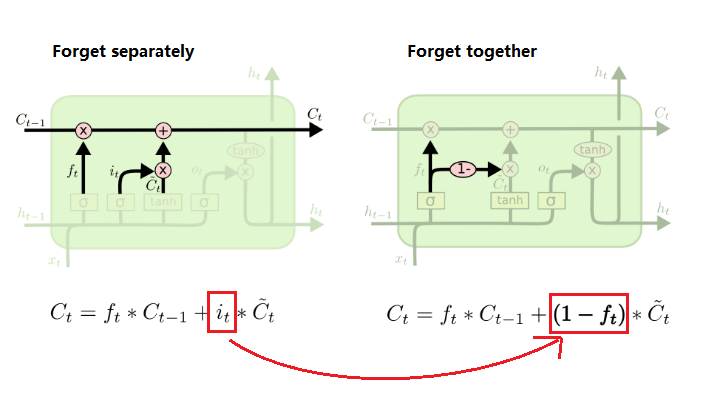 Forget separately
Forget together
h_t
C_{t-1}
C_t
x
+
f_t
i_t
x
C̃_t
o_t
tanh
x
σ
σ
tanh
σ
h_{t-1}
h_t
x_t
h_t
C_{t-1}
C_t
x
+
f_t
1-
x
C̃_t
o_t
tanh
x
σ
tanh
σ
h_{t-1}
h_t
x_t
C_t = f_t * C_{t-1} + i_t * C̃_t
C_t = f_t * C_{t-1} + (1 − f_t) * C̃_t